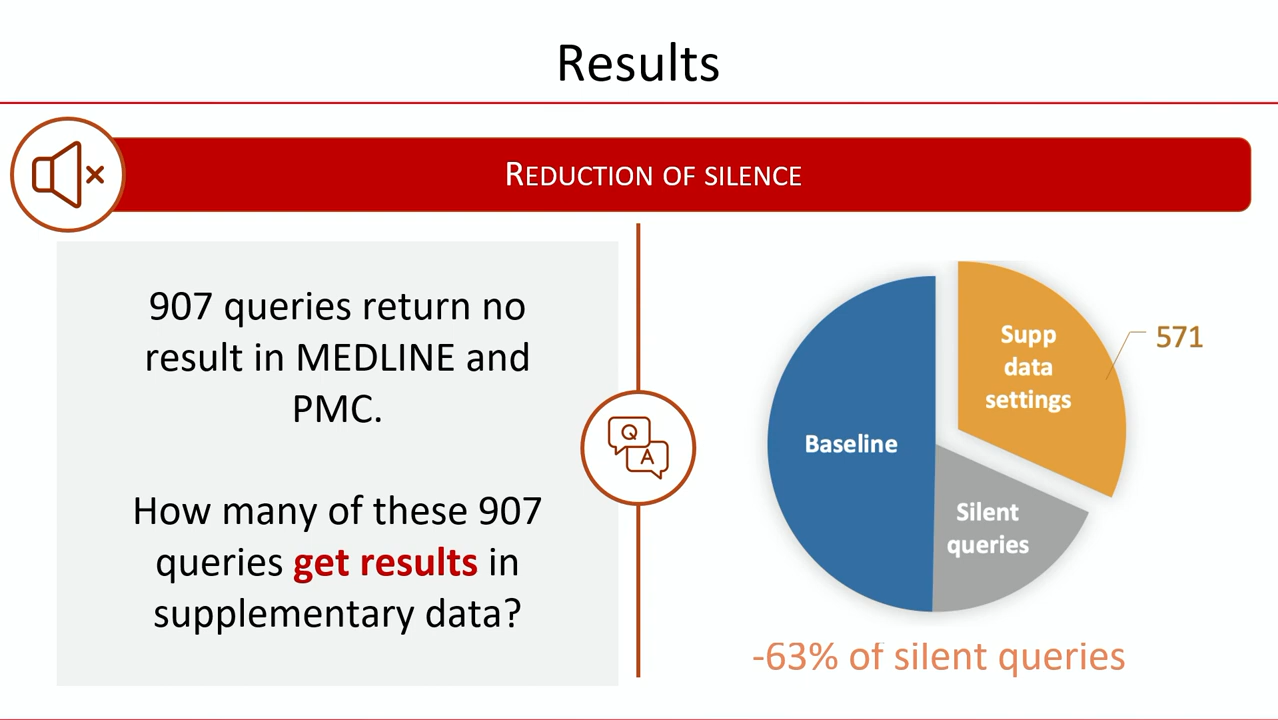 Results
REDUCTION OF SILENCE
907 queries return no
result in MEDLINE and
PMC.
How many of these 907
queries get results in
supplementary data?
Q
A
Supp
data
settings
571
Baseline
Silent
queries
-63% of silent queries